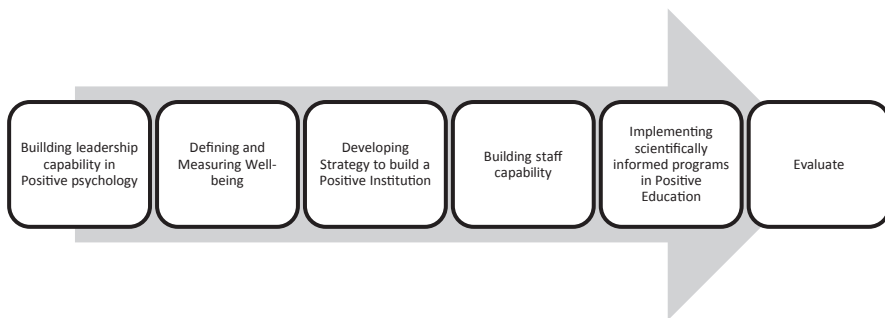 Buillding leadership
capability in
Positive psychology
Defining and
Measuring Well-
being
Developing
Strategy to build a
Positive Institution
Building staff
capability
Implementing
scientifically
informed programs
in Positive
Education
Evaluate